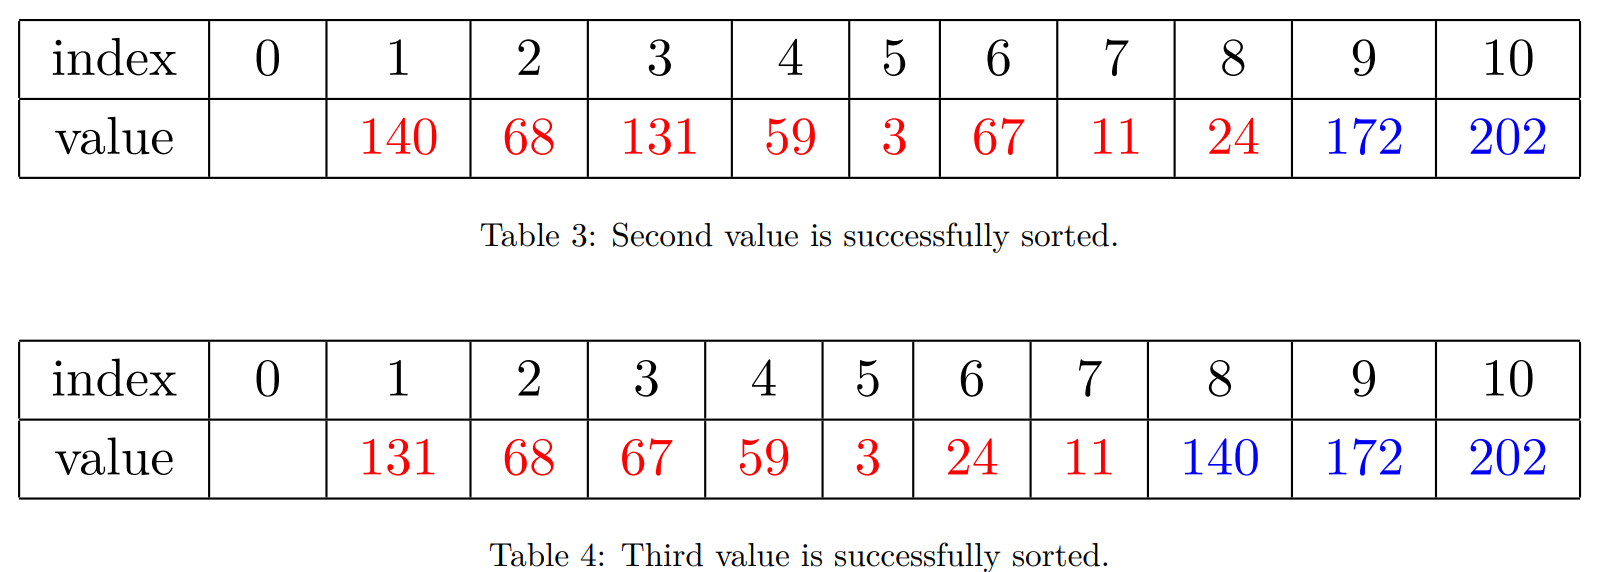 index 0 1 2 3 4 5 6 7 8 9 10
value 140 68 131 59 3 67 11 24 172 202
Table 3: Second value is successfully sorted.
index 0 1 2 3 4 5 6 7 8 9 10
value 131 68 67 59 3 24 11 140 172 202
Table 4: Third value is successfully sorted.